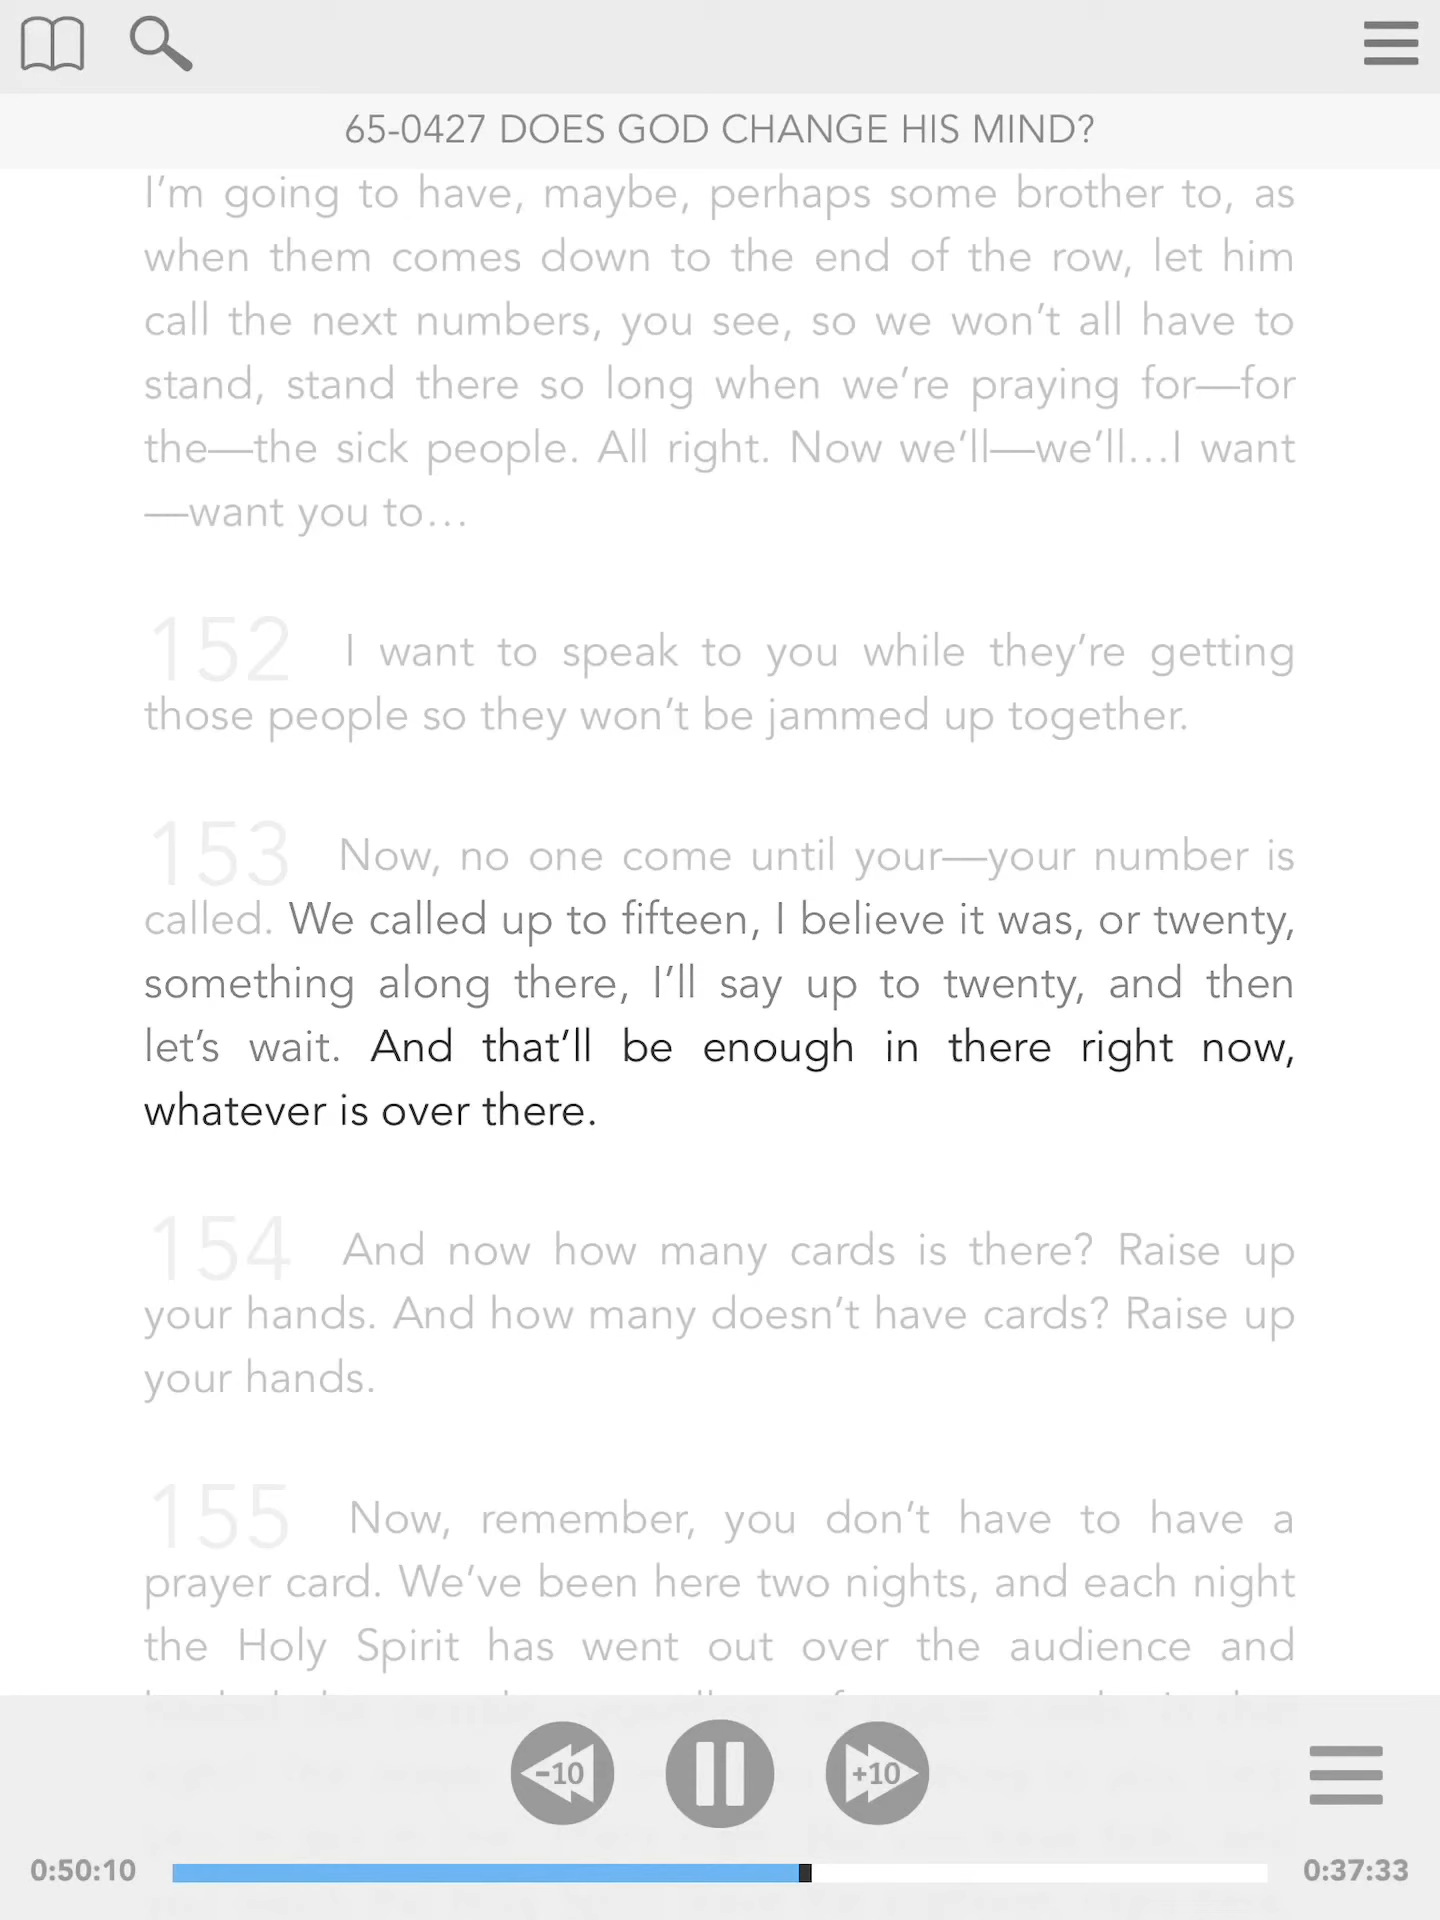 65-0427 DOES GOD CHANGE HIS MIND?
I’m going to have, maybe, perhaps some brother to, as
when them comes down to the end of the row, let him
call the next numbers, you see, so we won’t all have to
stand, stand there so long when we’re praying for—for
the—the sick people. All right. Now we’ll—we’ll…I want
—want you to…
152 I want to speak to you while they’re getting
those people so they won’t be jammed up together.
153 Now, no one come until your—your number is
called. We called up to fifteen, I believe it was, or twenty,
something along there, I’ll say up to twenty, and then
let’s wait. And that’ll be enough in there right now,
whatever is over there.
154 And now how many cards is there? Raise up
your hands. And how many doesn’t have cards? Raise up
your hands.
155 Now, remember, you don’t have to have a
prayer card. We’ve been here two nights, and each night
the Holy Spirit has went out over the audience and
-10 +10
0:50:10 0:37:33